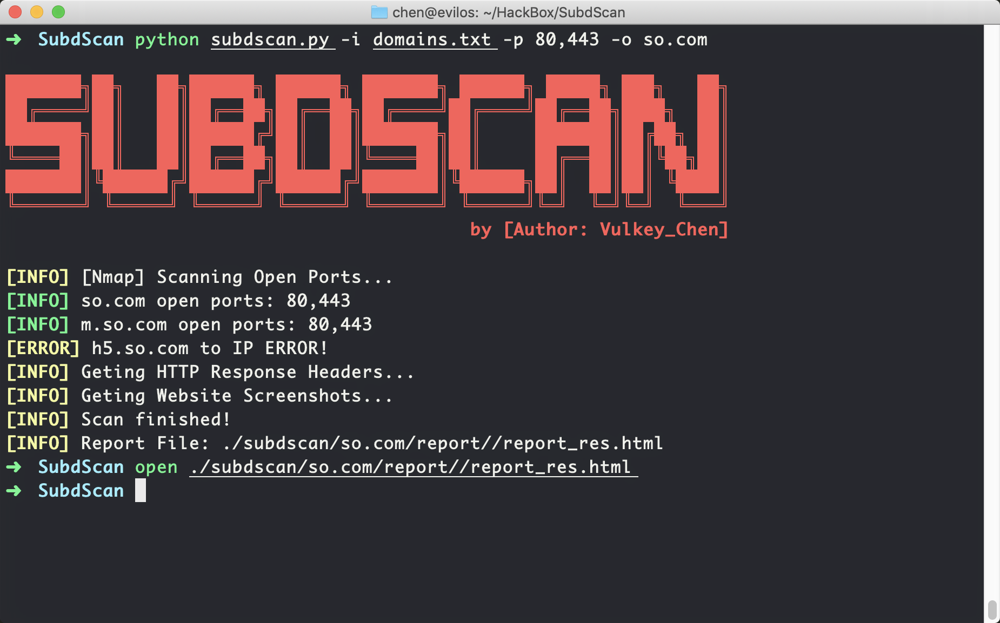 chen@evilos: ~/HackBox/SubdScan
➜ SubdScan python subdscan.py -i domains.txt -p 80,443 -o so.com
SUBDSCAN
by [Author: Vulkey_Chen]
[INFO] [Nmap] Scanning Open Ports...
[INFO] so.com open ports: 80,443
[INFO] m.so.com open ports: 80,443
[ERROR] h5.so.com to IP ERROR!
[INFO] Geting HTTP Response Headers...
[INFO] Geting Website Screenshots...
[INFO] Scan finished!
[INFO] Report File: ./subdscan/so.com/report//report_res.html
➜ SubdScan open ./subdscan/so.com/report//report_res.html
➜ SubdScan